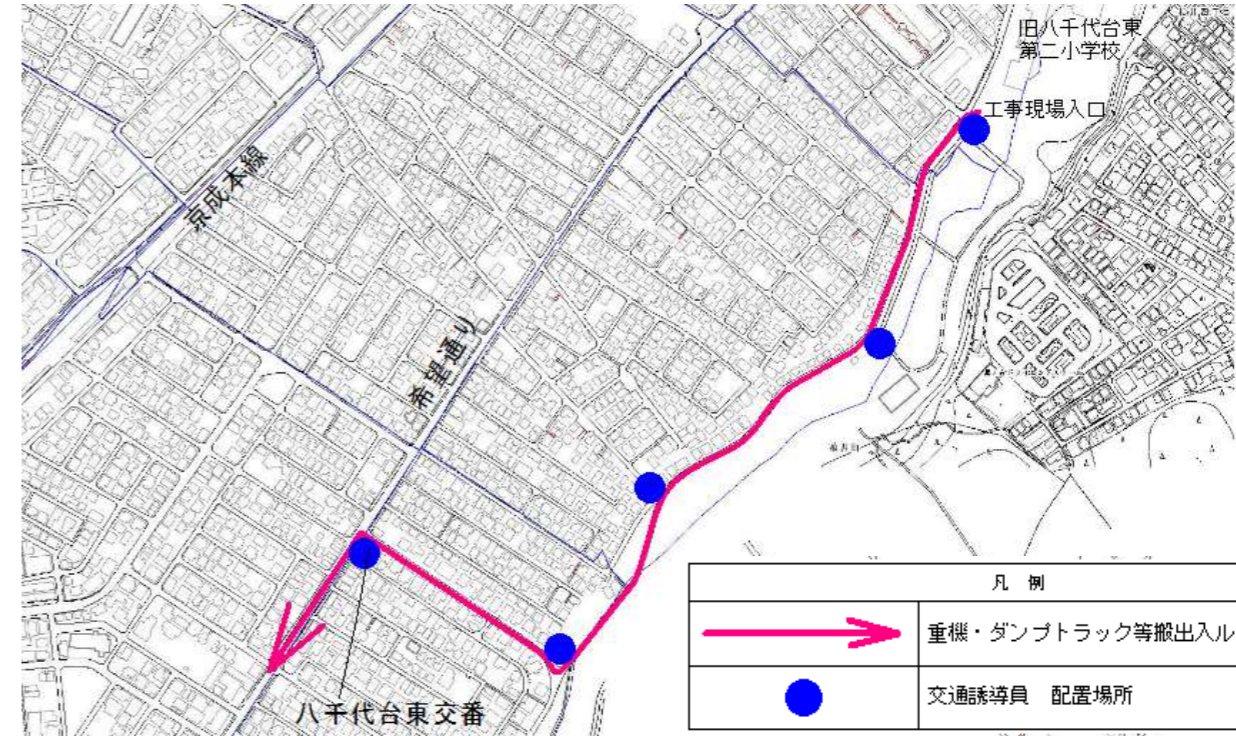 旧八千代台東
第二小学校
工事現場入口
京成本線
希望通り
八千代台東交番
凡 例
重機・ダンプトラック等搬出入ル
交通誘導員 配置場所